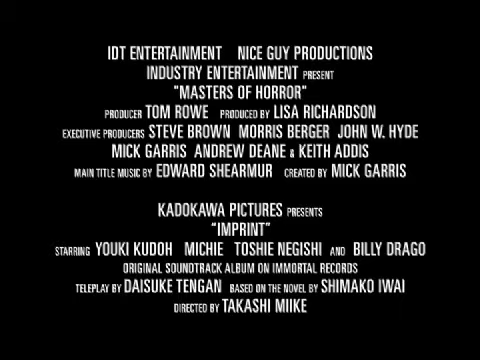 IDT ENTERTAINMENT NICE GUY PRODUCTIONS
INDUSTRY ENTERTAINMENT PRESENT
"MASTERS OF HORROR"
PRODUCER TOM ROWE PRODUCED BY LISA RICHARDSON
EXECUTIVE PRODUCERS STEVE BROWN MORRIS BERGER JOHN W. HYDE
MICK GARRIS ANDREW DEANE & KEITH ADDIS
MAIN TITLE MUSIC BY EDWARD SHEARMUR CREATED BY MICK GARRIS
KADOKAWA PICTURES PRESENTS
"IMPRINT"
STARRING YOUKI KUDOH MICHIE TOSHIE NEGISHI AND BILLY DRAGO
ORIGINAL SOUNDTRACK ALBUM ON IMMORTAL RECORDS
TELEPLAY BY DAISUKE TENGAN BASED ON THE NOVEL BY SHIMAKO IWAI
DIRECTED BY TAKASHI MIIKE